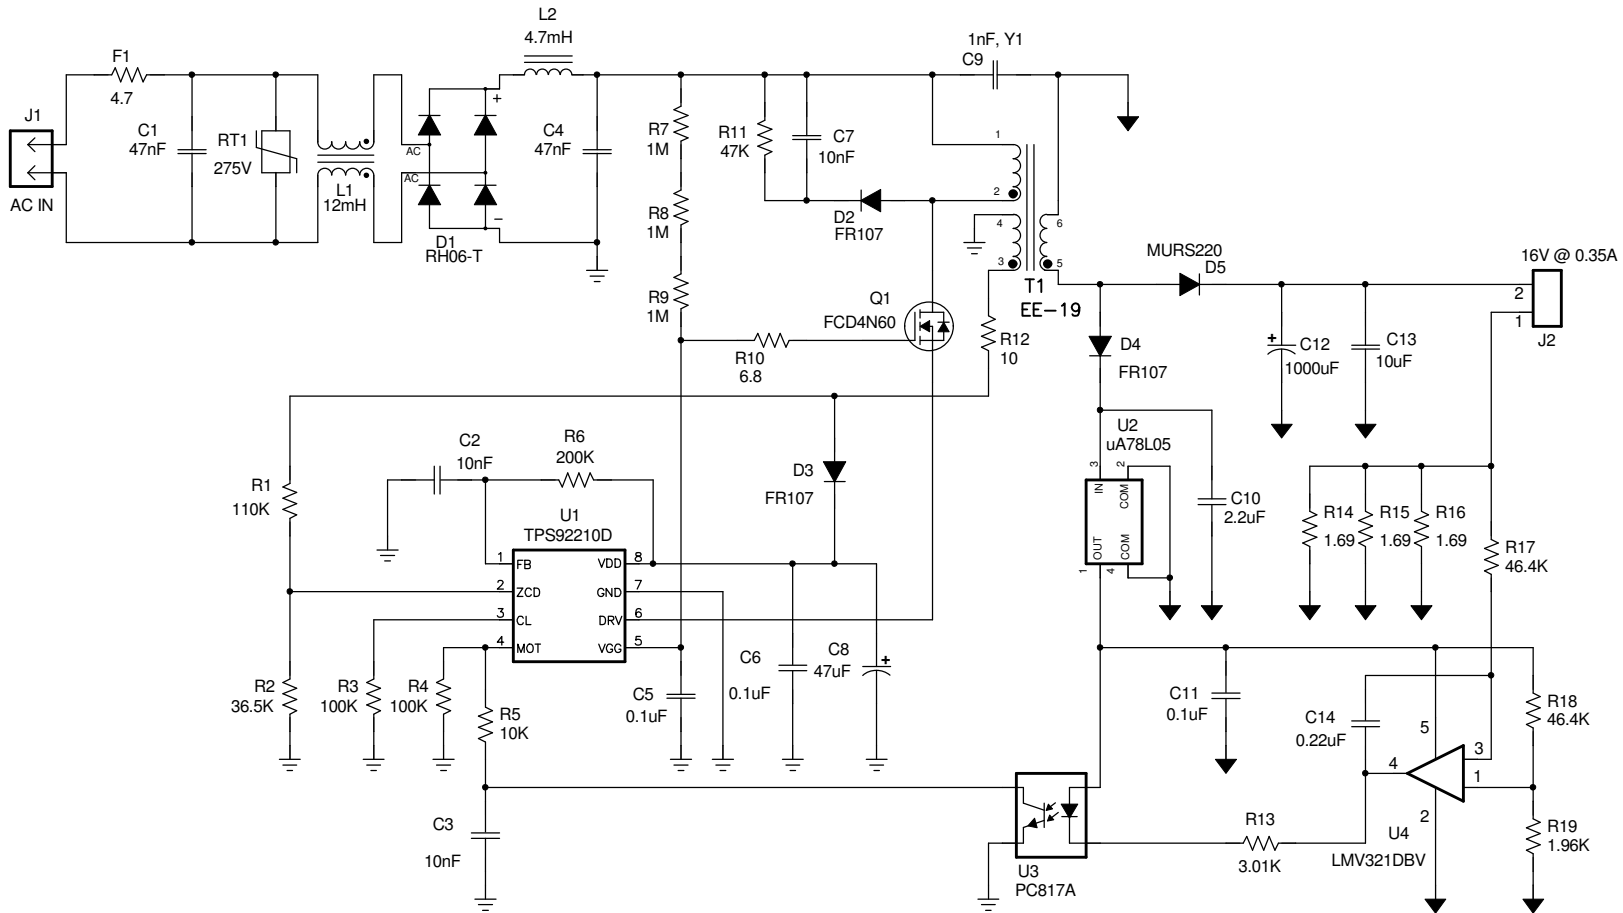 L2
4.7mH
1nF, Y1
C9
F1
4.7
J1
AC IN
C1
47nF
RT1
275V
L1
12mH
AC
AC
+
−
D1
RH06-T
C4
47nF
R7
1M
R8
1M
R9
1M
R11
47K
C7
10nF
D2
FR107
1
2
4
3
6
5
T1
EE-19
Q1
FCD4N60
R10
6.8
R12
10
MURS220
D5
16V @ 0.35A
2
1
J2
D4
FR107
+
C12
1000uF
C13
10uF
C2
10nF
R6
200K
D3
FR107
U2
uA78L05
3
2
IN
COM
OUT
COM
1
4
C10
2.2uF
R14
1.69
R15
1.69
R16
1.69
R17
46.4K
R1
110K
U1
TPS92210D
1
FB
2
ZCD
3
CL
4
MOT
VDD
8
GND
7
DRV
6
VGG
5
R2
36.5K
R3
100K
R4
100K
R5
10K
C5
0.1uF
C6
0.1uF
C8
47uF
+
C11
0.1uF
C14
0.22uF
R18
46.4K
5
3
4
1
2
U4
LMV321DBV
R19
1.96K
R13
3.01K
U3
PC817A
C3
10nF